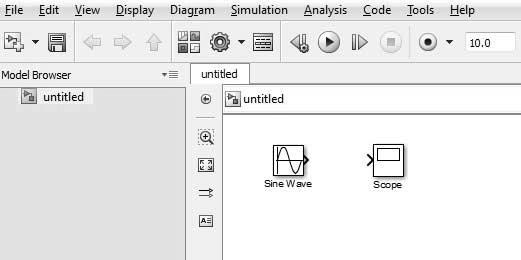 File Edit View Display Diagram Simulation Analysis Code Tools Help
10.0
Model Browser
untitled
untitled
untitled
A
Sine Wave
Scope